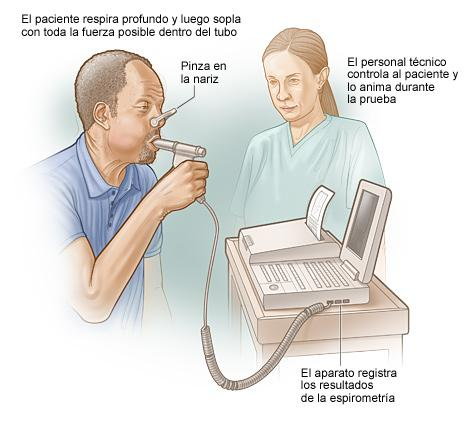 El paciente respira profundo y luego sopla
con toda la fuerza posible dentro del tubo
Pinza en
la nariz
El personal técnico
controla al paciente y
lo anima durante
la prueba
El aparato registra
los resultados
de la espirometría